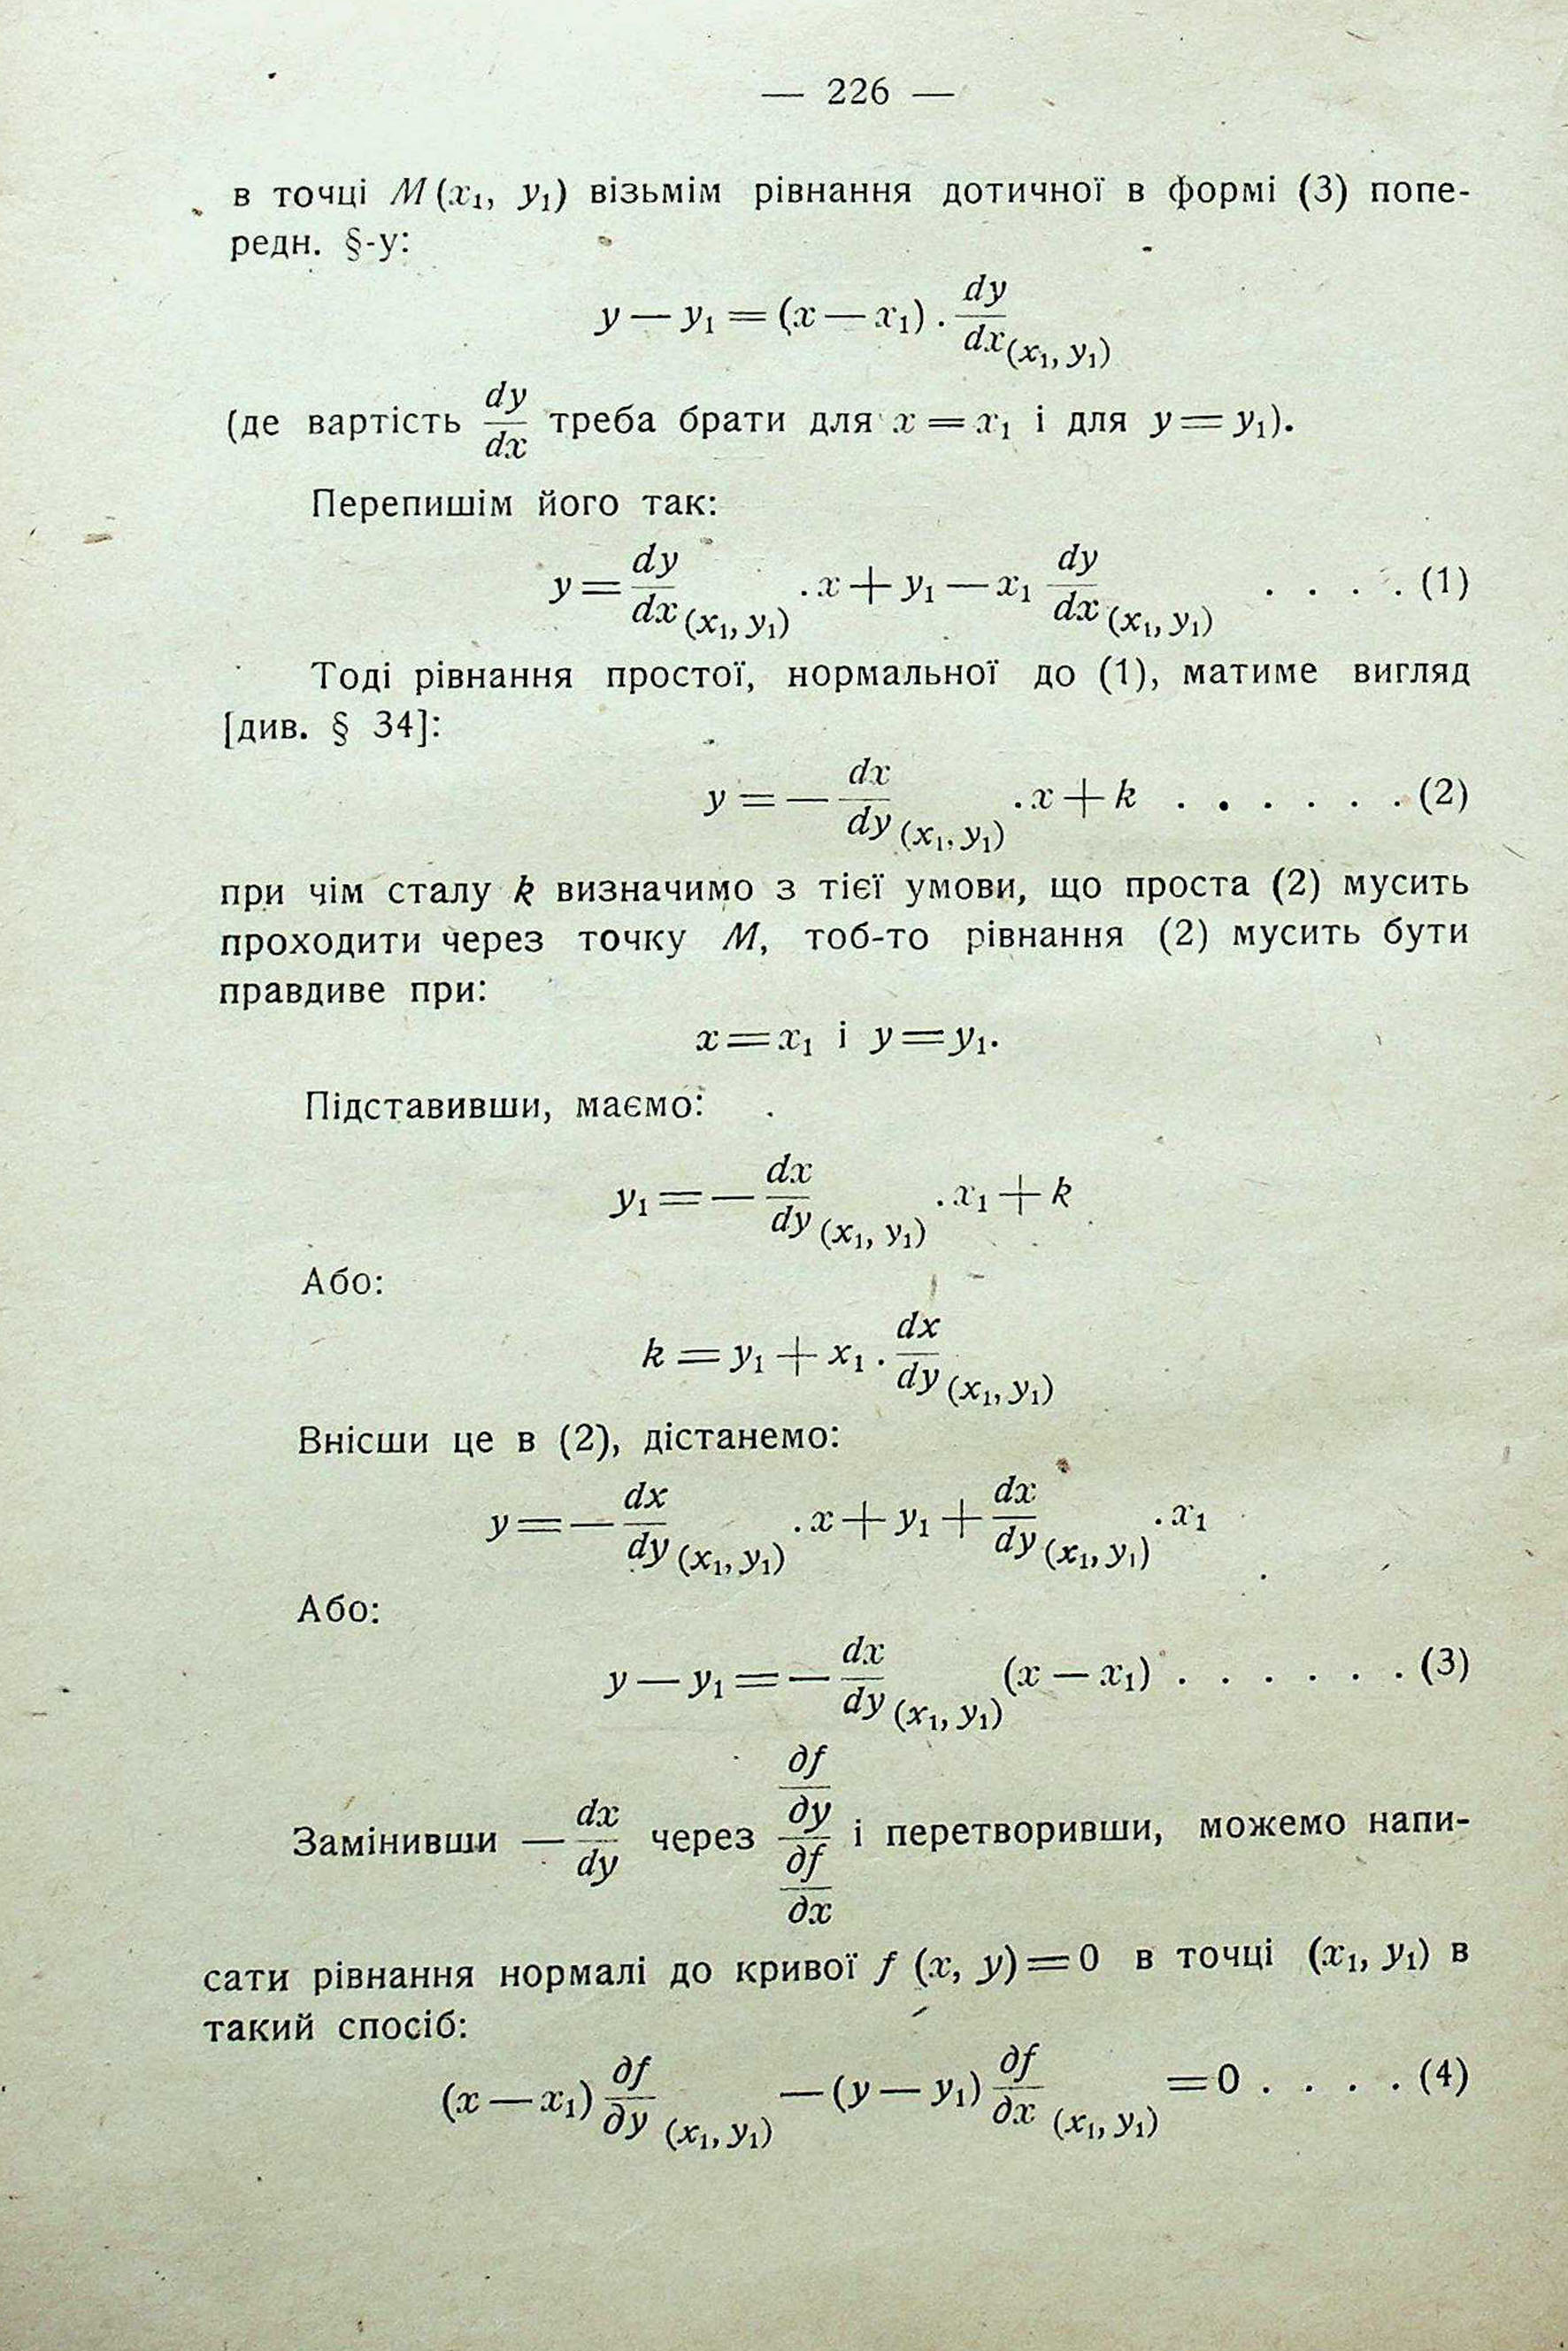 — 226 —
в точці M (x₁, y₁) візьмім рівнання дотичної в формі (3) попе-
редн. §-у:
y — y₁ = (x — x₁) . dy/dx (x₁, y₁)
(де вартість dy/dx треба брати для x = x₁ і для y = y₁).
Перепишім його так:
y = dy/dx (x₁, y₁) . x + y₁ — x₁ dy/dx (x₁, y₁) . . . . (1)
Тоді рівнання простої, нормальної до (1), матиме вигляд
[див. § 34]:
y = — dx/dy (x₁, y₁) . x + k . . . . . . (2)
при чім сталу k визначимо з тієї умови, що проста (2) мусить
проходити через точку M, тоб-то рівнання (2) мусить бути
правдиве при:
x = x₁ і y = y₁.
Підставивши, маємо:
y₁ = — dx/dy (x₁, y₁) . x₁ + k
Або:
k = y₁ + x₁ . dx/dy (x₁, y₁)
Внісши це в (2), дістанемо:
y = — dx/dy (x₁, y₁) . x + y₁ + dx/dy (x₁, y₁) . x₁
Або:
y — y₁ = — dx/dy (x₁, y₁) (x — x₁) . . . . . . (3)
Замінивши — dx/dy через ∂f/∂y / ∂f/∂x і перетворивши, можемо напи-
сати рівнання нормалі до кривої f (x, y) = 0 в точці (x₁, y₁) в
такий спосіб:
(x — x₁) ∂f/∂y (x₁, y₁) — (y — y₁) ∂f/∂x (x₁, y₁) = 0 . . . . (4)